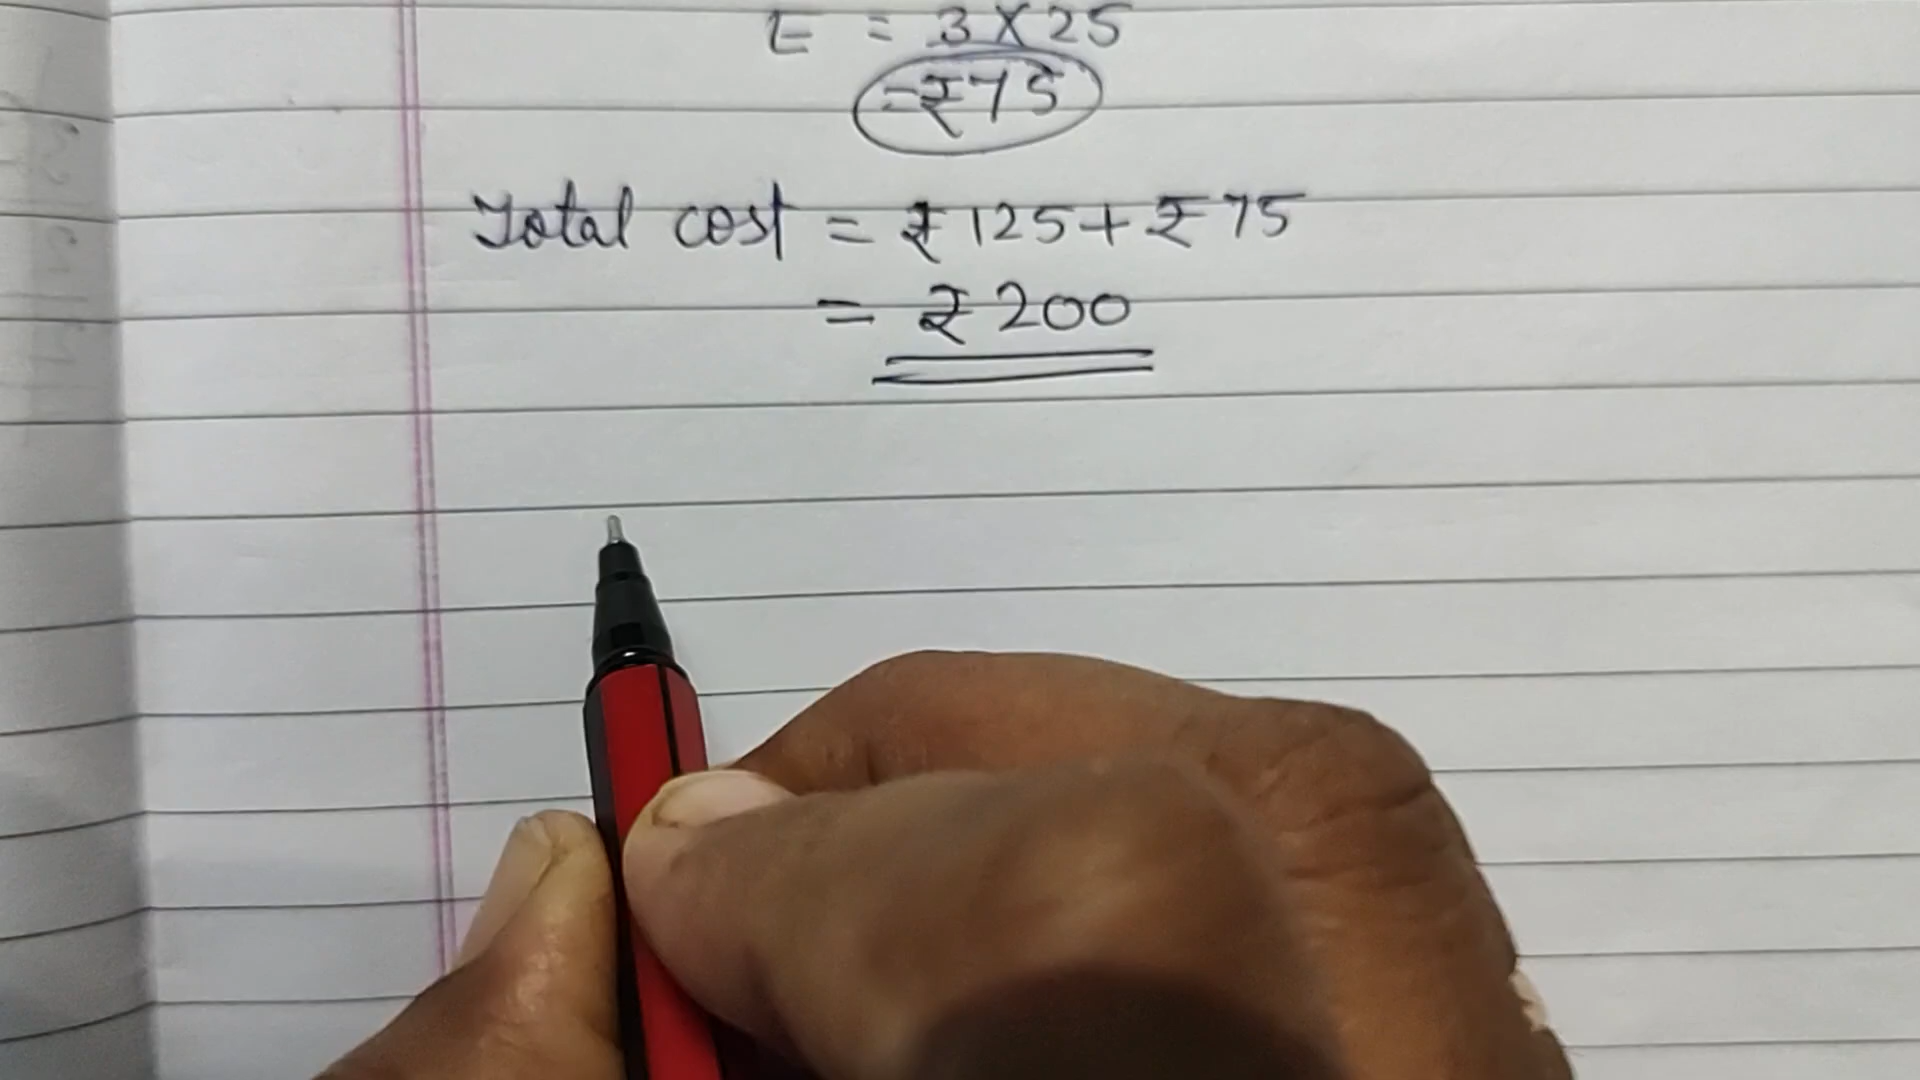 E = 3 × 25
= ₹75
Total cost = ₹125 + ₹75
= ₹200